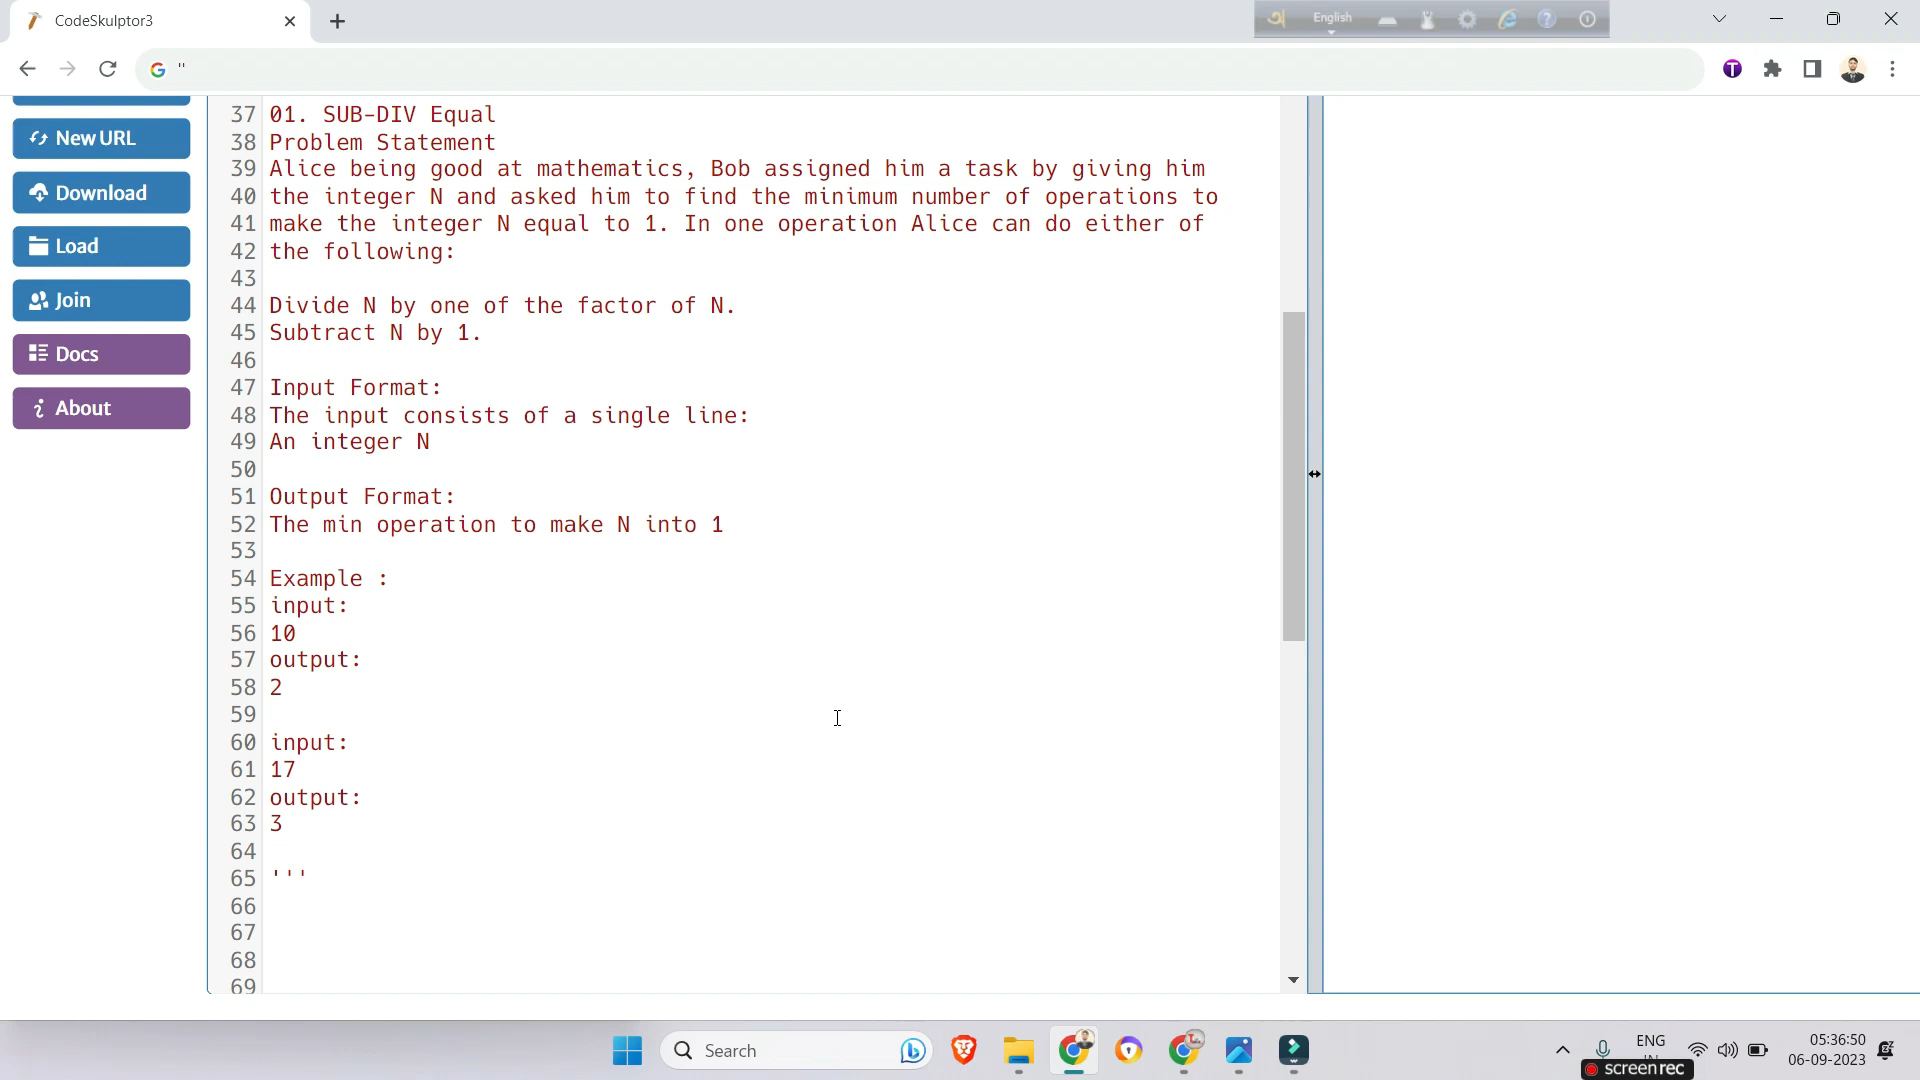 CodeSkulptor3
English
"
New URL
Download
Load
Join
Docs
About
37 01. SUB-DIV Equal
38 Problem Statement
39 Alice being good at mathematics, Bob assigned him a task by giving him
40 the integer N and asked him to find the minimum number of operations to
41 make the integer N equal to 1. In one operation Alice can do either of
42 the following:
43
44 Divide N by one of the factor of N.
45 Subtract N by 1.
46
47 Input Format:
48 The input consists of a single line:
49 An integer N
50
51 Output Format:
52 The min operation to make N into 1
53
54 Example :
55 input:
56 10
57 output:
58 2
59
60 input:
61 17
62 output:
63 3
64
65 '''
66
67
68
69
Search
ENG
05:36:50
06-09-2023
screenrec